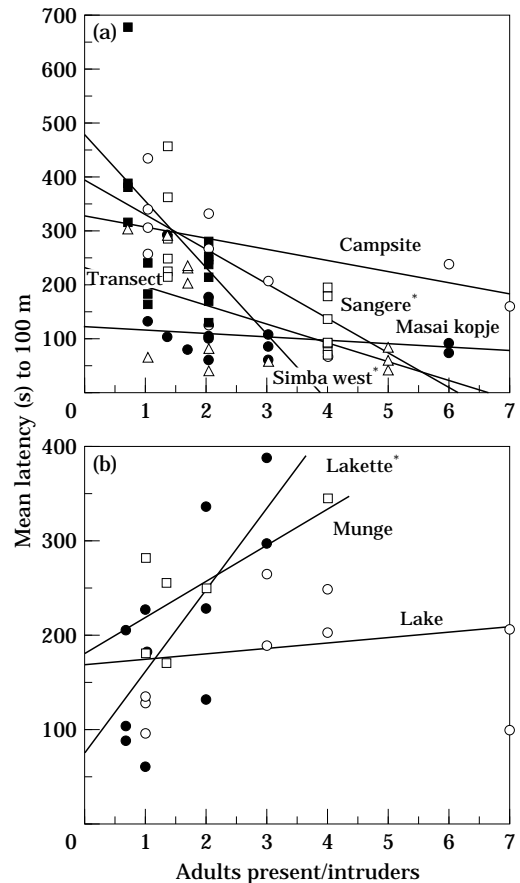 Mean latency (s) to 100 m
(a)
700
600
500
400
300
200
100
0
Campsite
Transect
Sangere*
Masai kopje
Simba west*
1 2 3 4 5 6 7
(b)
400
300
200
100
0
Lakette*
Munge
Lake
1 2 3 4 5 6 7
Adults present/intruders